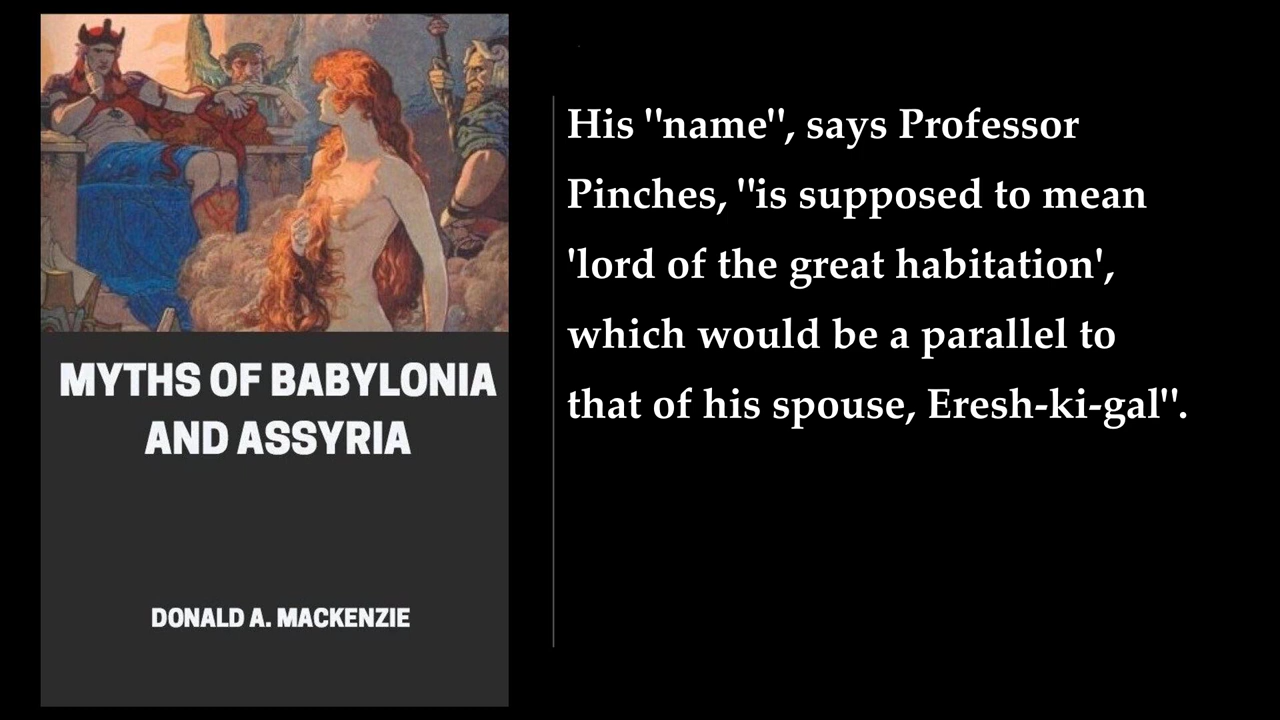 MYTHS OF BABYLONIA
AND ASSYRIA
DONALD A. MACKENZIE
His "name", says Professor
Pinches, "is supposed to mean
'lord of the great habitation',
which would be a parallel to
that of his spouse, Eresh-ki-gal".